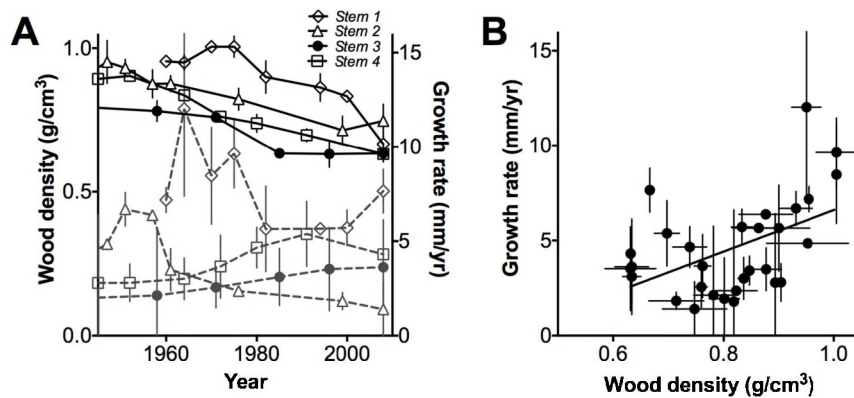 A
Stem 1
Stem 2
Stem 3
Stem 4
Wood density (g/cm³)
1.0
0.5
0.0
15
10
5
0
Growth rate (mm/yr)
1960 1980 2000
Year
B
Growth rate (mm/yr)
15
10
5
0
0.6 0.8 1.0
Wood density (g/cm³)